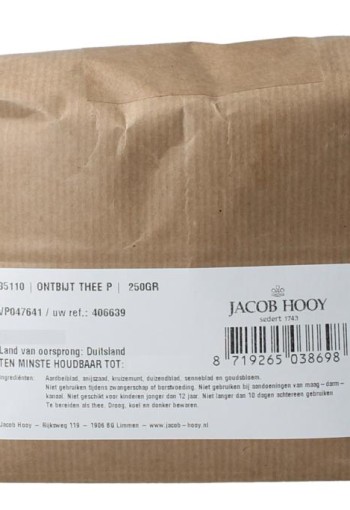 35110 | ONTBIJT THEE P | 250GR
VP047641 / uw ref.: 406639
JACOB HOOY
sedert 1743
8 719265 038698
Land van oorsprong: Duitsland
TEN MINSTE HOUDBAAR TOT:
Ingrediënten: Aardbeiblad, anijszaad, kruizemunt, duizendblad, senneblad en goudsbloem.
Niet gebruiken tijdens zwangerschap of borstvoeding. Niet gebruiken bij aandoeningen van maag-darm-
kanaal. Niet geschikt voor kinderen jonger dan 12 jaar. Niet langer dan 10 dagen achtereen gebruiken.
Te bereiden als thee. Droog, koel en donker bewaren.
Jacob Hooy - Rijksweg 119 - 1906 BG Limmen - www.jacob-hooy.nl